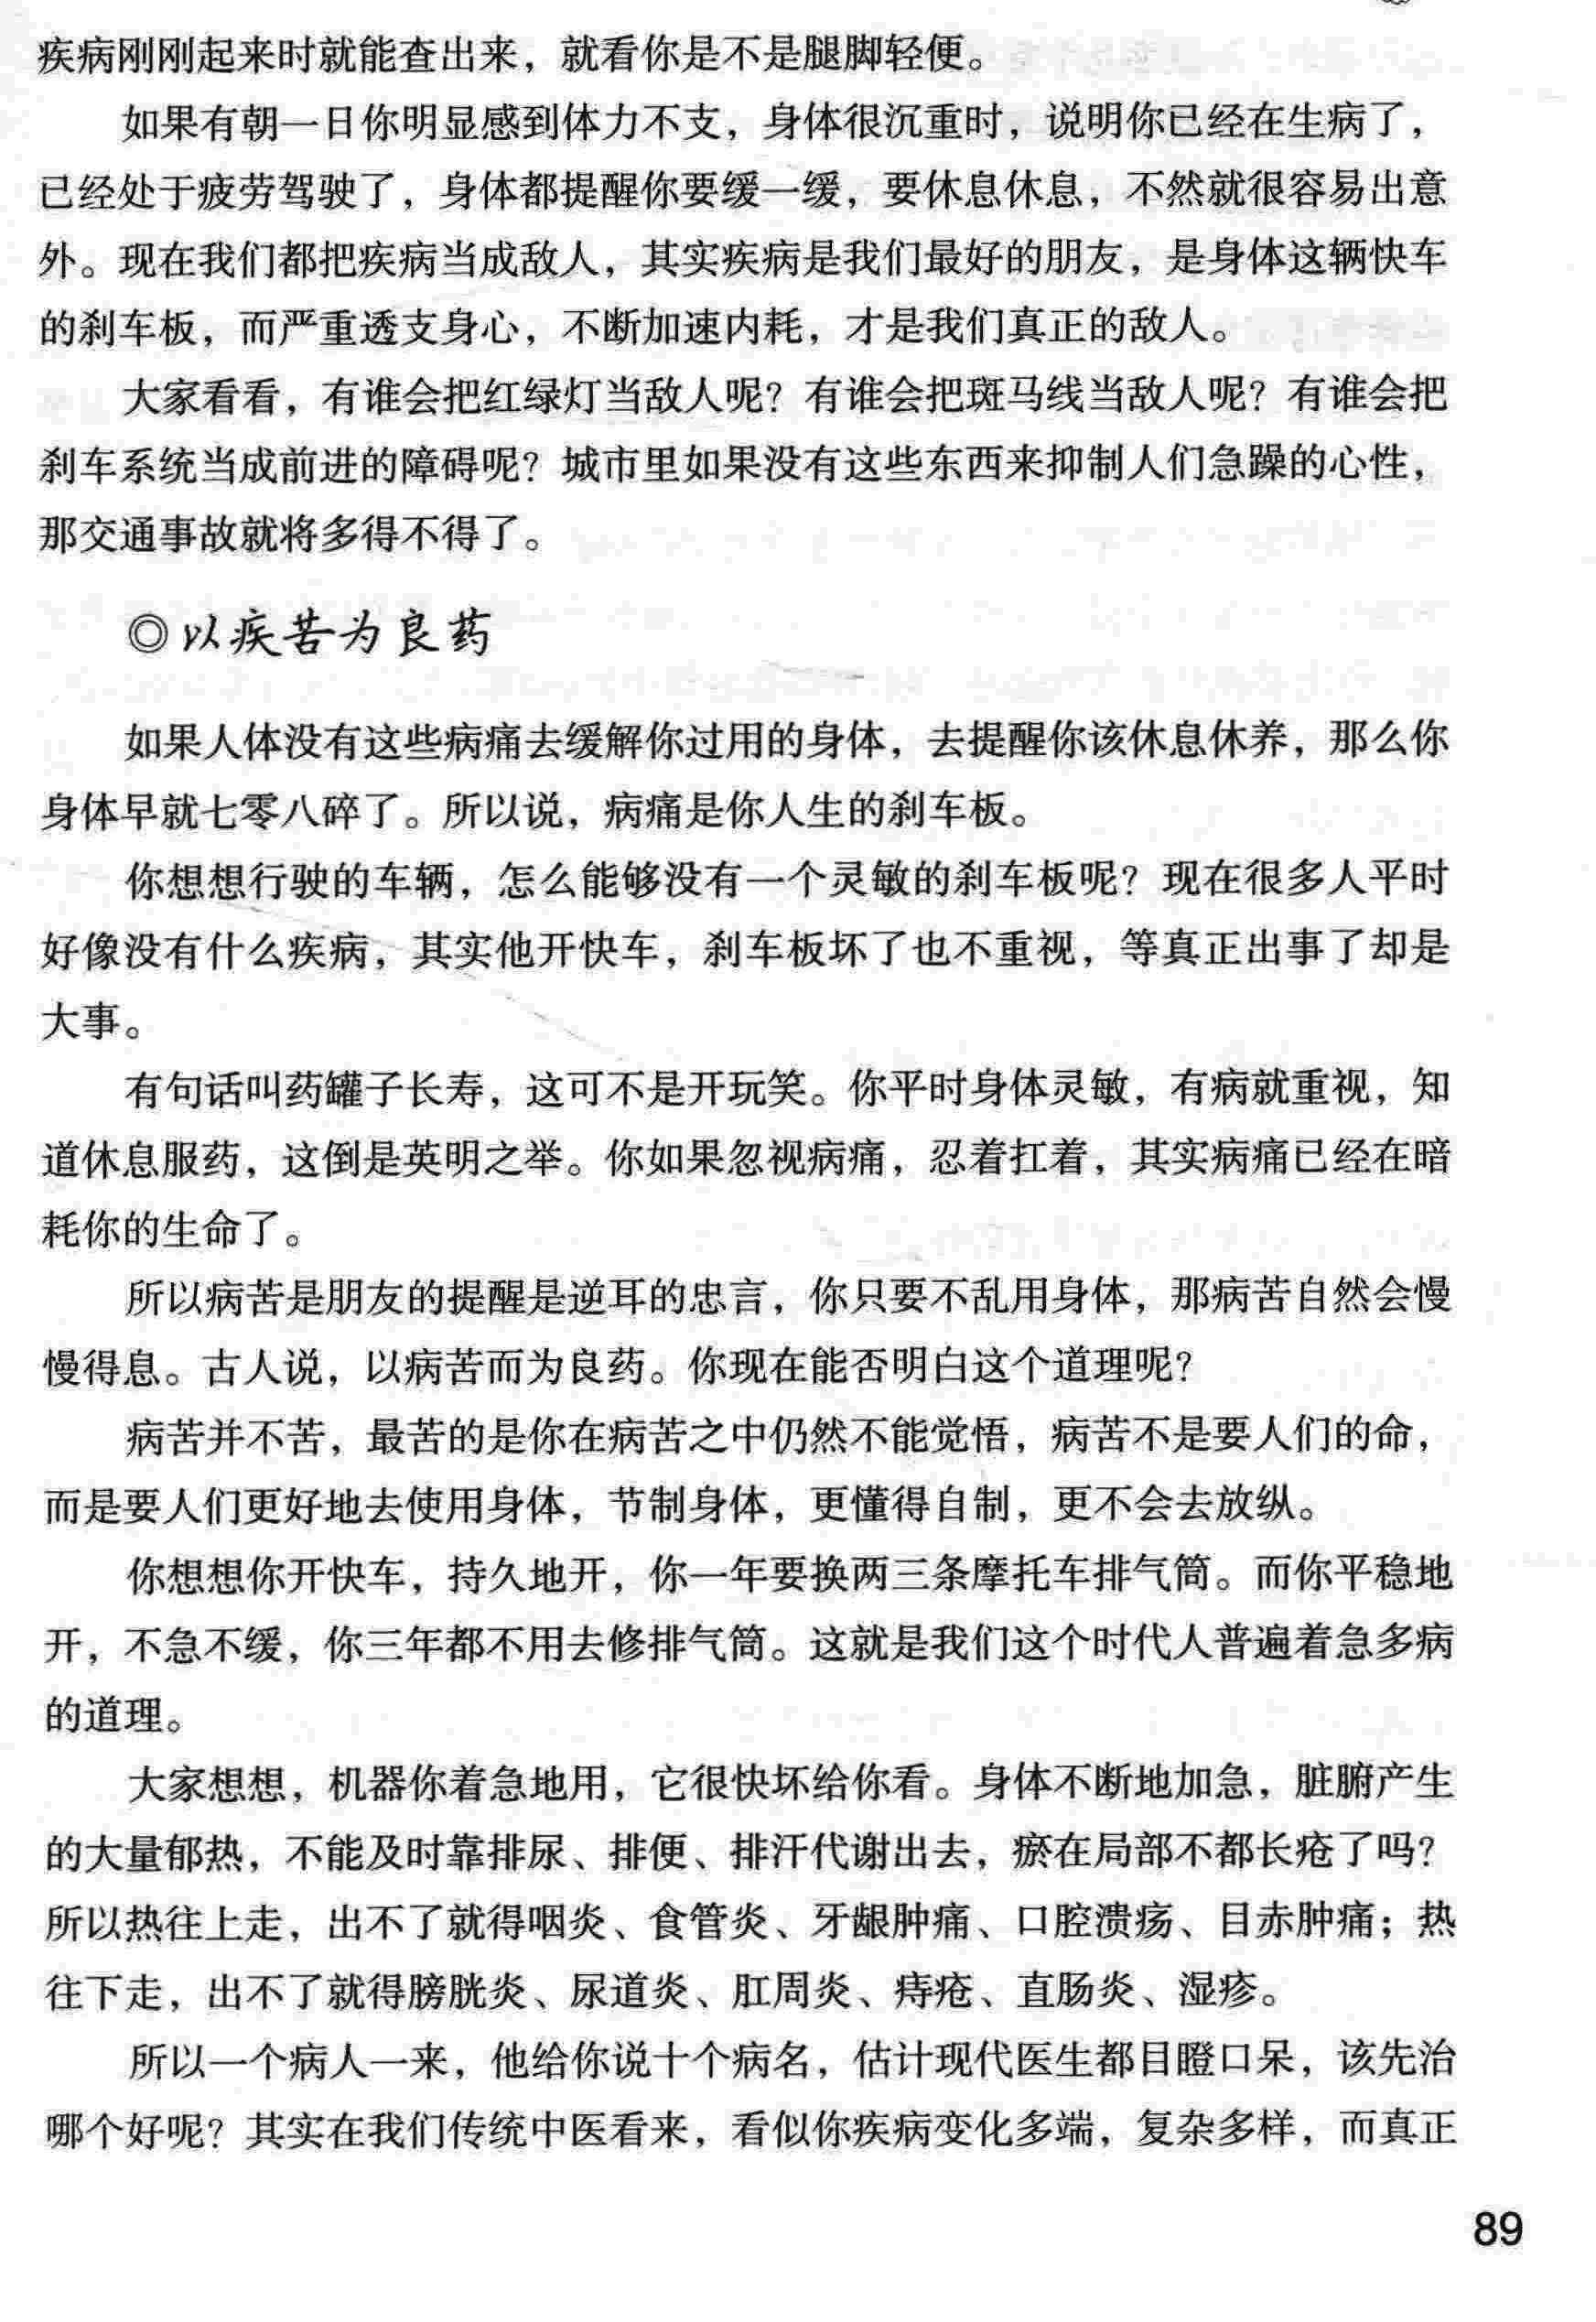 疾病刚刚起来时就能查出来，就看你是不是腿脚轻便。
如果有朝一日你明显感到体力不支，身体很沉重时，说明你已经在生病了，
已经处于疲劳驾驶了，身体都提醒你要缓一缓，要休息休息，不然就很容易出意
外。现在我们都把疾病当成敌人，其实疾病是我们最好的朋友，是身体这辆快车
的刹车板，而严重透支身心，不断加速内耗，才是我们真正的敌人。
大家看看，有谁会把红绿灯当敌人呢？有谁会把斑马线当敌人呢？有谁会把
刹车系统当成前进的障碍呢？城市里如果没有这些东西来抑制人们急躁的心性，
那交通事故就将多得不得了。
◎以疾苦为良药
如果人体没有这些病痛去缓解你过用的身体，去提醒你该休息休养，那么你
身体早就七零八碎了。所以说，病痛是你人生的刹车板。
你想想行驶的车辆，怎么能够没有一个灵敏的刹车板呢？现在很多人平时
好像没有什么疾病，其实他开快车，刹车板坏了也不重视，等真正出事了却是
大事。
有句话叫药罐子长寿，这可不是开玩笑。你平时身体灵敏，有病就重视，知
道休息服药，这倒是英明之举。你如果忽视病痛，忍着扛着，其实病痛已经在暗
耗你的生命了。
所以病苦是朋友的提醒是逆耳的忠言，你只要不乱用身体，那病苦自然会慢
慢得息。古人说，以病苦而为良药。你现在能否明白这个道理呢？
病苦并不苦，最苦的是你在病苦之中仍然不能觉悟，病苦不是要人们的命，
而是要人们更好地去使用身体，节制身体，更懂得自制，更不会去放纵。
你想想你开快车，持久地开，你一年要换两三条摩托车排气筒。而你平稳地
开，不急不缓，你三年都不用去修排气筒。这就是我们这个时代人普遍着急多病
的道理。
大家想想，机器你着急地用，它很快坏给你看。身体不断地加急，脏腑产生
的大量郁热，不能及时靠排尿、排便、排汗代谢出去，瘀在局部不都长疮了吗？
所以热往上走，出不了就得咽炎、食管炎、牙龈肿痛、口腔溃疡、目赤肿痛；热
往下走，出不了就得膀胱炎、尿道炎、肛周炎、痔疮、直肠炎、湿疹。
所以一个病人一来，他给你说十个病名，估计现代医生都目瞪口呆，该先治
哪个好呢？其实在我们传统中医看来，看似你疾病变化多端，复杂多样，而真正
89